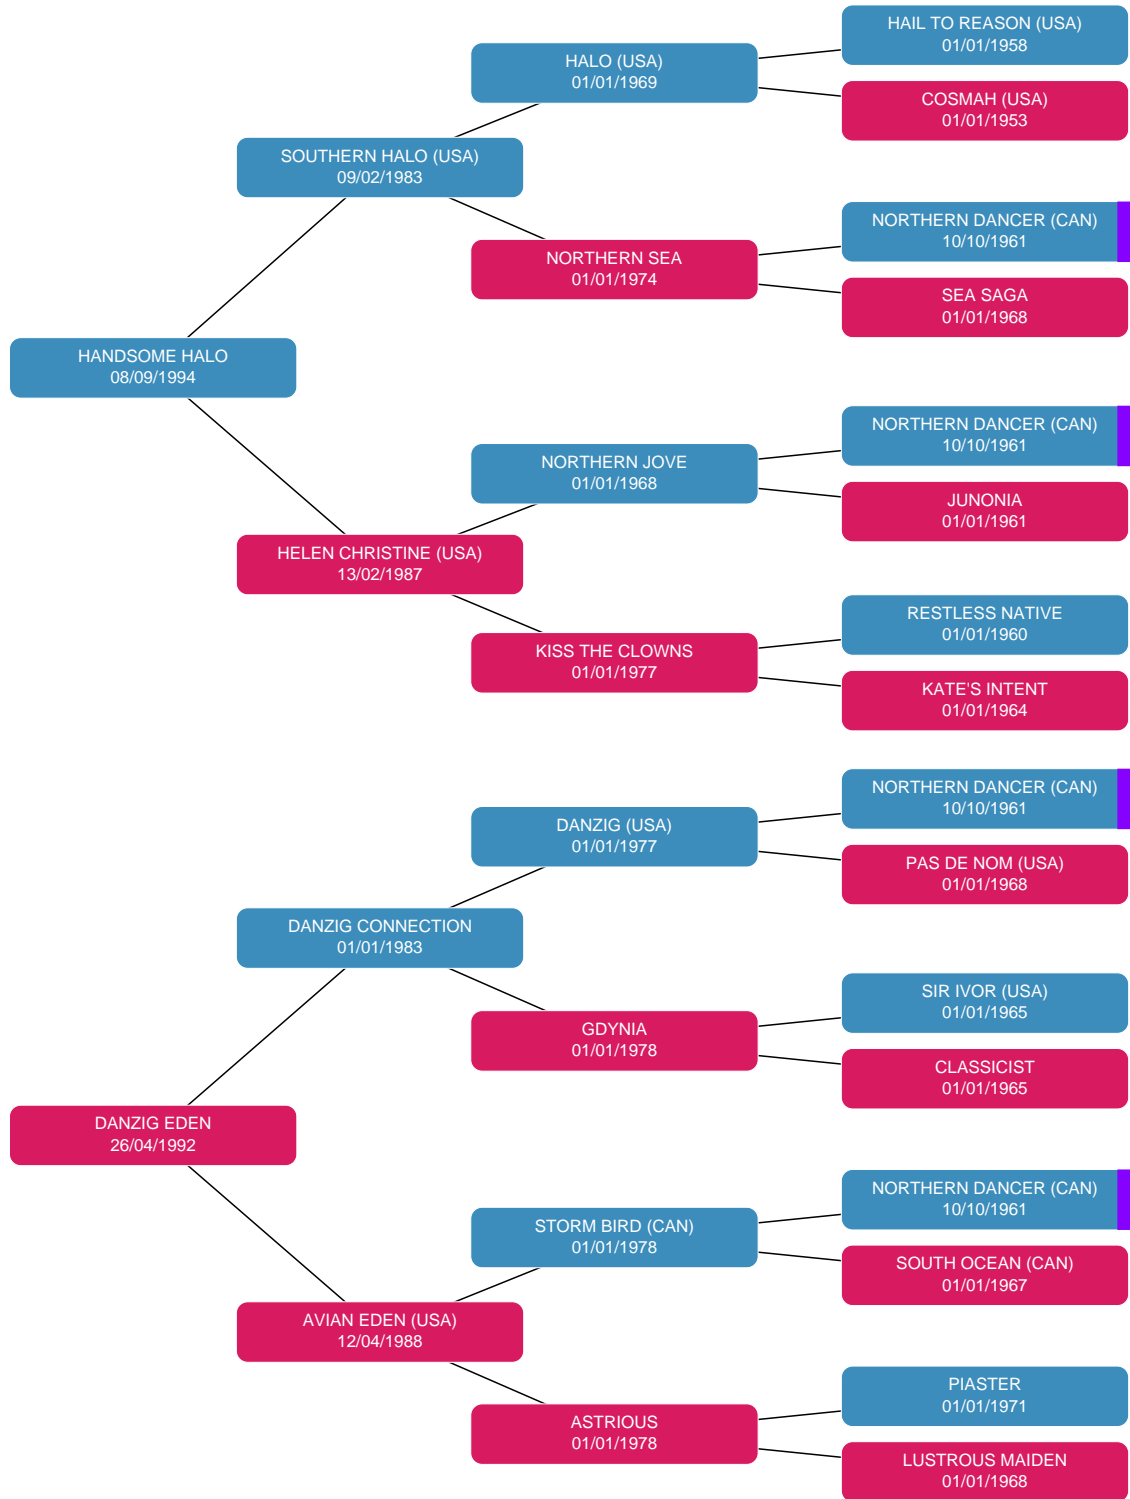 HAIL TO REASON (USA)
01/01/1958
HALO (USA)
01/01/1969
COSMAH (USA)
01/01/1953
SOUTHERN HALO (USA)
09/02/1983
NORTHERN DANCER (CAN)
10/10/1961
NORTHERN SEA
01/01/1974
SEA SAGA
01/01/1968
HANDSOME HALO
08/09/1994
NORTHERN DANCER (CAN)
10/10/1961
NORTHERN JOVE
01/01/1968
JUNONIA
01/01/1961
HELEN CHRISTINE (USA)
13/02/1987
RESTLESS NATIVE
01/01/1960
KISS THE CLOWNS
01/01/1977
KATE'S INTENT
01/01/1964
NORTHERN DANCER (CAN)
10/10/1961
DANZIG (USA)
01/01/1977
PAS DE NOM (USA)
01/01/1968
DANZIG CONNECTION
01/01/1983
SIR IVOR (USA)
01/01/1965
GDYNIA
01/01/1978
CLASSICIST
01/01/1965
DANZIG EDEN
26/04/1992
NORTHERN DANCER (CAN)
10/10/1961
STORM BIRD (CAN)
01/01/1978
SOUTH OCEAN (CAN)
01/01/1967
AVIAN EDEN (USA)
12/04/1988
PIASTER
01/01/1971
ASTRIOUS
01/01/1978
LUSTROUS MAIDEN
01/01/1968